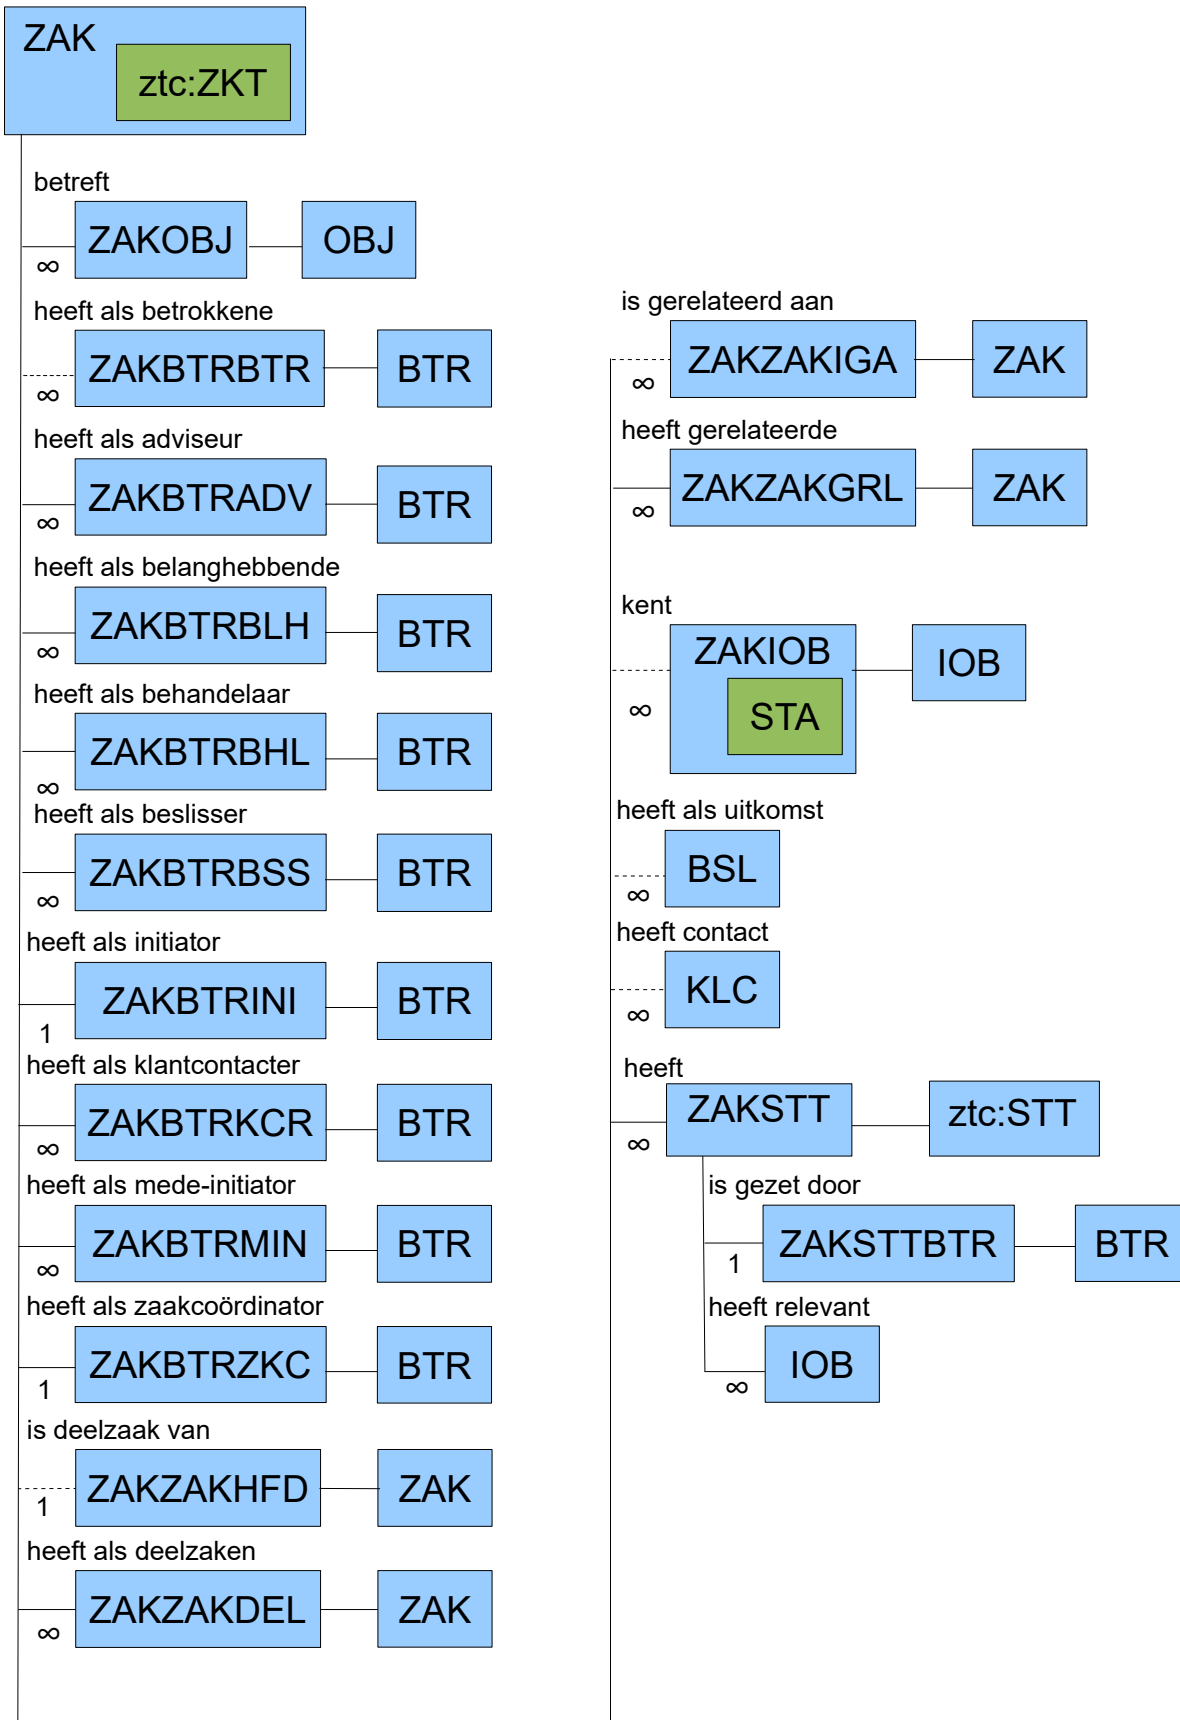 ZAK
ztc:ZKT
betreft
ZAKOBJ
OBJ
∞
heeft als betrokkene
ZAKBTRBTR
BTR
∞
heeft als adviseur
ZAKBTRADV
BTR
∞
heeft als belanghebbende
ZAKBTRBLH
BTR
∞
heeft als behandelaar
ZAKBTRBHL
BTR
∞
heeft als beslisser
ZAKBTRBSS
BTR
∞
heeft als initiator
ZAKBTRINI
BTR
1
heeft als klantcontacter
ZAKBTRKCR
BTR
∞
heeft als mede-initiator
ZAKBTRMIN
BTR
∞
heeft als zaakcoördinator
ZAKBTRZKC
BTR
1
is deelzaak van
ZAKZAKHFD
ZAK
1
heeft als deelzaken
ZAKZAKDEL
ZAK
∞
is gerelateerd aan
ZAKZAKIGA
ZAK
∞
heeft gerelateerde
ZAKZAKGRL
ZAK
∞
kent
ZAKIOB
IOB
STA
∞
heeft als uitkomst
BSL
∞
heeft contact
KLC
∞
heeft
ZAKSTT
ztc:STT
∞
is gezet door
ZAKSTTBTR
BTR
1
heeft relevant
IOB
∞